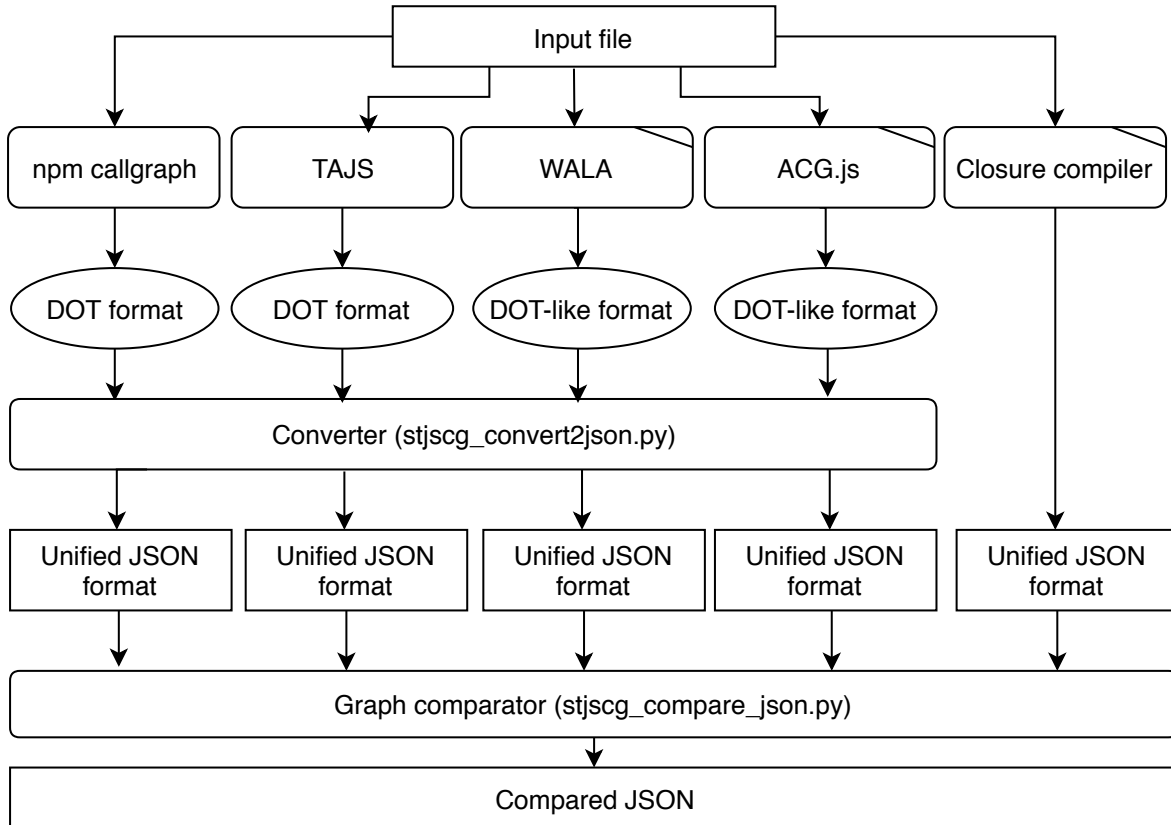 Input file
npm callgraph
TAJS
WALA
ACG.js
Closure compiler
DOT format
DOT format
DOT-like format
DOT-like format
Converter (stjscg_convert2json.py)
Unified JSON
format
Unified JSON
format
Unified JSON
format
Unified JSON
format
Unified JSON
format
Graph comparator (stjscg_compare_json.py)
Compared JSON